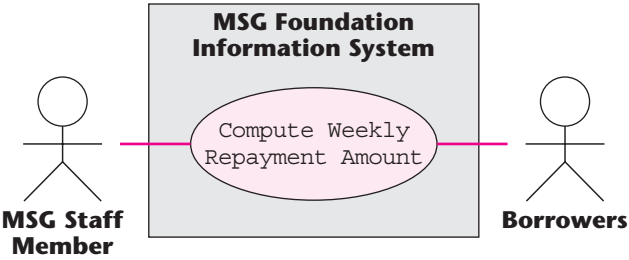 MSG Foundation
Information System
Compute Weekly
Repayment Amount
MSG Staff
Member
Borrowers